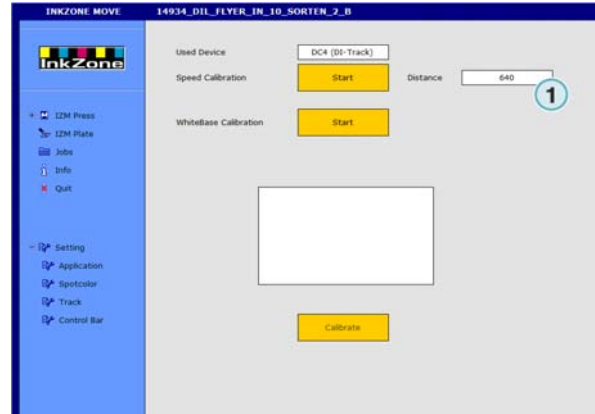 INKZONE MOVE 14934_DIL_FLYER_IN_10_SORTEN_2_B
InkZone
Used Device DC4 (DI-Track)
Speed Calibration Start Distance 640
1
WhiteBase Calibration Start
IZM Press
IZM Plate
Jobs
Info
Quit
Setting
Application
Spotcolor
Track
Control Bar
Calibrate